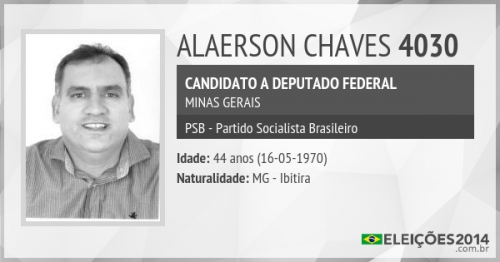 ALAERSON CHAVES 4030
CANDIDATO A DEPUTADO FEDERAL
MINAS GERAIS
PSB - Partido Socialista Brasileiro
Idade: 44 anos (16-05-1970)
Naturalidade: MG - Ibitira
ELEIÇÕES2014
.com.br